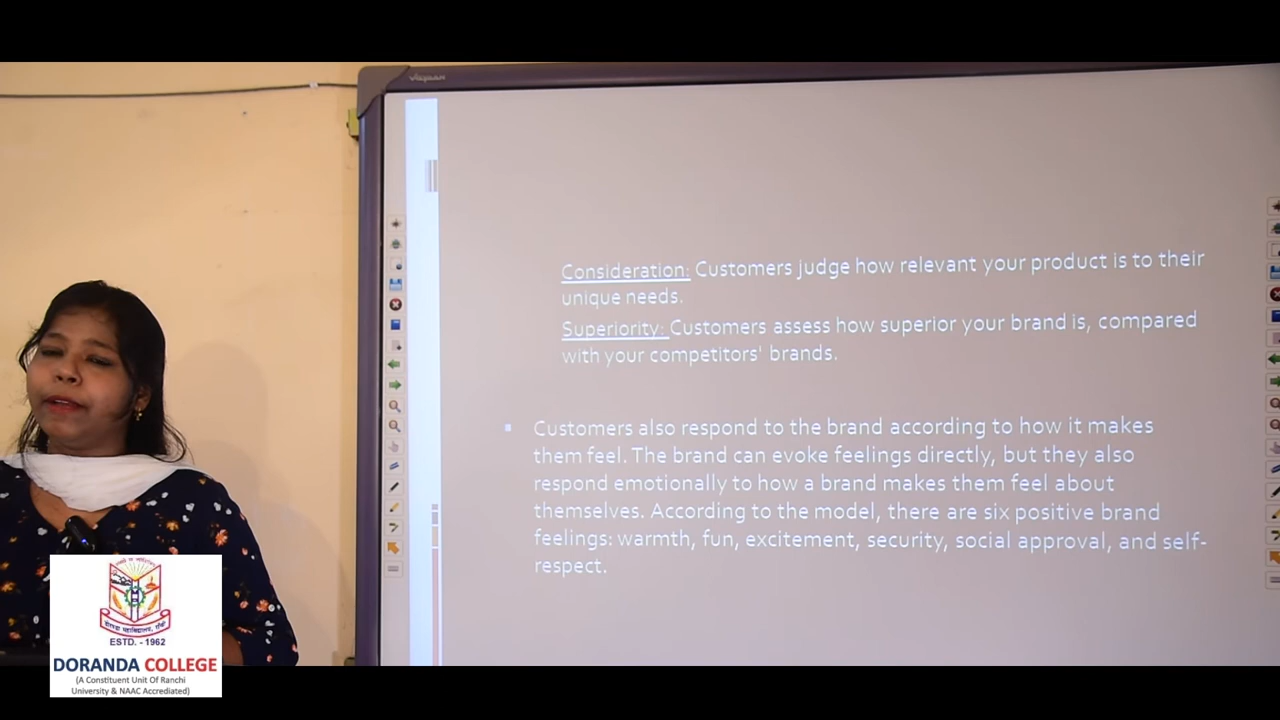 Consideration: Customers judge how relevant your product is to their
unique needs.
Superiority: Customers assess how superior your brand is, compared
with your competitors' brands.
▪ Customers also respond to the brand according to how it makes
them feel. The brand can evoke feelings directly, but they also
respond emotionally to how a brand makes them feel about
themselves. According to the model, there are six positive brand
feelings: warmth, fun, excitement, security, social approval, and self-
respect.
ESTD. - 1962
DORANDA COLLEGE
(A Constituent Unit Of Ranchi
University & NAAC Accredited)